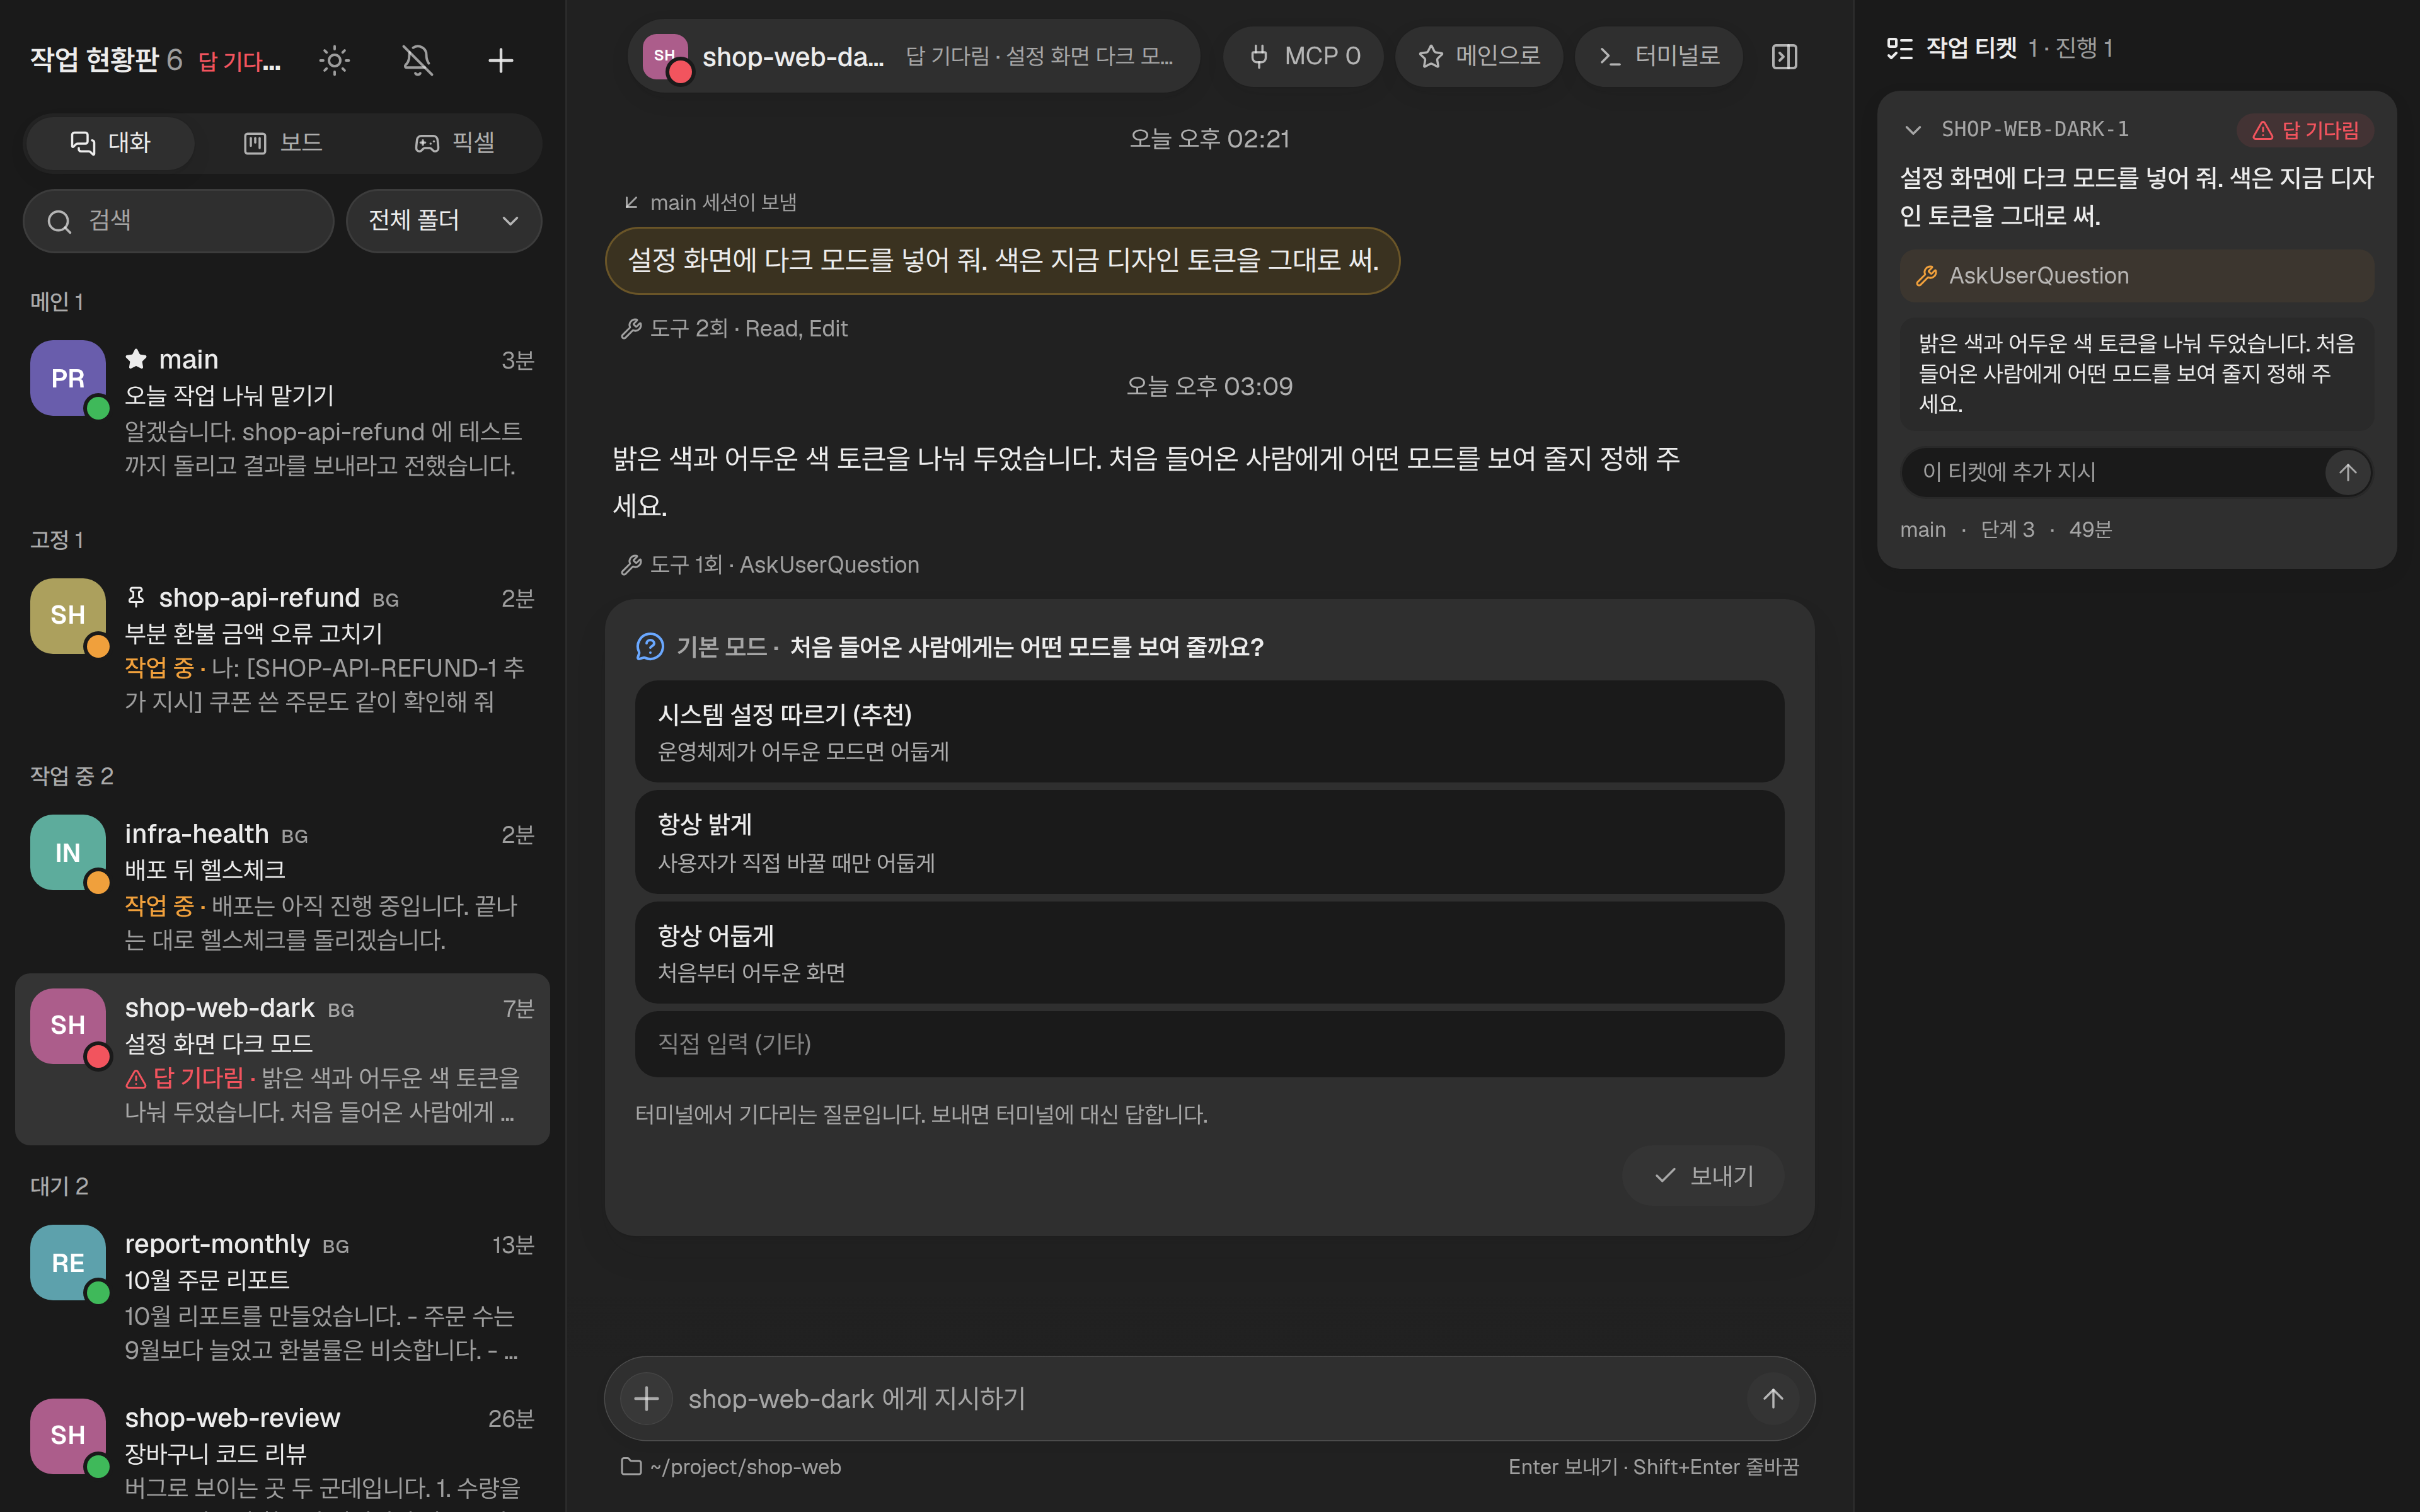 작업 현황판 6 답 기다...
대화
보드
픽셀
검색
전체 폴더
메인 1
PR
main
3분
오늘 작업 나눠 맡기기
알겠습니다. shop-api-refund 에 테스트
까지 돌리고 결과를 보내라고 전했습니다.
고정 1
SH
shop-api-refund BG
2분
부분 환불 금액 오류 고치기
작업 중 · 나: [SHOP-API-REFUND-1 추
가 지시] 쿠폰 쓴 주문도 같이 확인해 줘
작업 중 2
IN
infra-health BG
2분
배포 뒤 헬스체크
작업 중 · 배포는 아직 진행 중입니다. 끝나
는 대로 헬스체크를 돌리겠습니다.
SH
shop-web-dark BG
7분
설정 화면 다크 모드
답 기다림 · 밝은 색과 어두운 색 토큰을
나눠 두었습니다. 처음 들어온 사람에게 ...
대기 2
RE
report-monthly BG
13분
10월 주문 리포트
10월 리포트를 만들었습니다. - 주문 수는
9월보다 늘었고 환불률은 비슷합니다. - ...
SH
shop-web-review
26분
장바구니 코드 리뷰
버그로 보이는 곳 두 군데입니다. 1. 수량을
SH
shop-web-da...
답 기다림 · 설정 화면 다크 모...
MCP 0
메인으로
터미널로
오늘 오후 02:21
main 세션이 보냄
설정 화면에 다크 모드를 넣어 줘. 색은 지금 디자인 토큰을 그대로 써.
도구 2회 · Read, Edit
오늘 오후 03:09
밝은 색과 어두운 색 토큰을 나눠 두었습니다. 처음 들어온 사람에게 어떤 모드를 보여 줄지 정해 주
세요.
도구 1회 · AskUserQuestion
기본 모드 · 처음 들어온 사람에게는 어떤 모드를 보여 줄까요?
시스템 설정 따르기 (추천)
운영체제가 어두운 모드면 어둡게
항상 밝게
사용자가 직접 바꿀 때만 어둡게
항상 어둡게
처음부터 어두운 화면
직접 입력 (기타)
터미널에서 기다리는 질문입니다. 보내면 터미널에 대신 답합니다.
보내기
shop-web-dark 에게 지시하기
~/project/shop-web
Enter 보내기 · Shift+Enter 줄바꿈
작업 티켓 1 · 진행 1
SHOP-WEB-DARK-1
답 기다림
설정 화면에 다크 모드를 넣어 줘. 색은 지금 디자
인 토큰을 그대로 써.
AskUserQuestion
밝은 색과 어두운 색 토큰을 나눠 두었습니다. 처음
들어온 사람에게 어떤 모드를 보여 줄지 정해 주
세요.
이 티켓에 추가 지시
main · 단계 3 · 49분